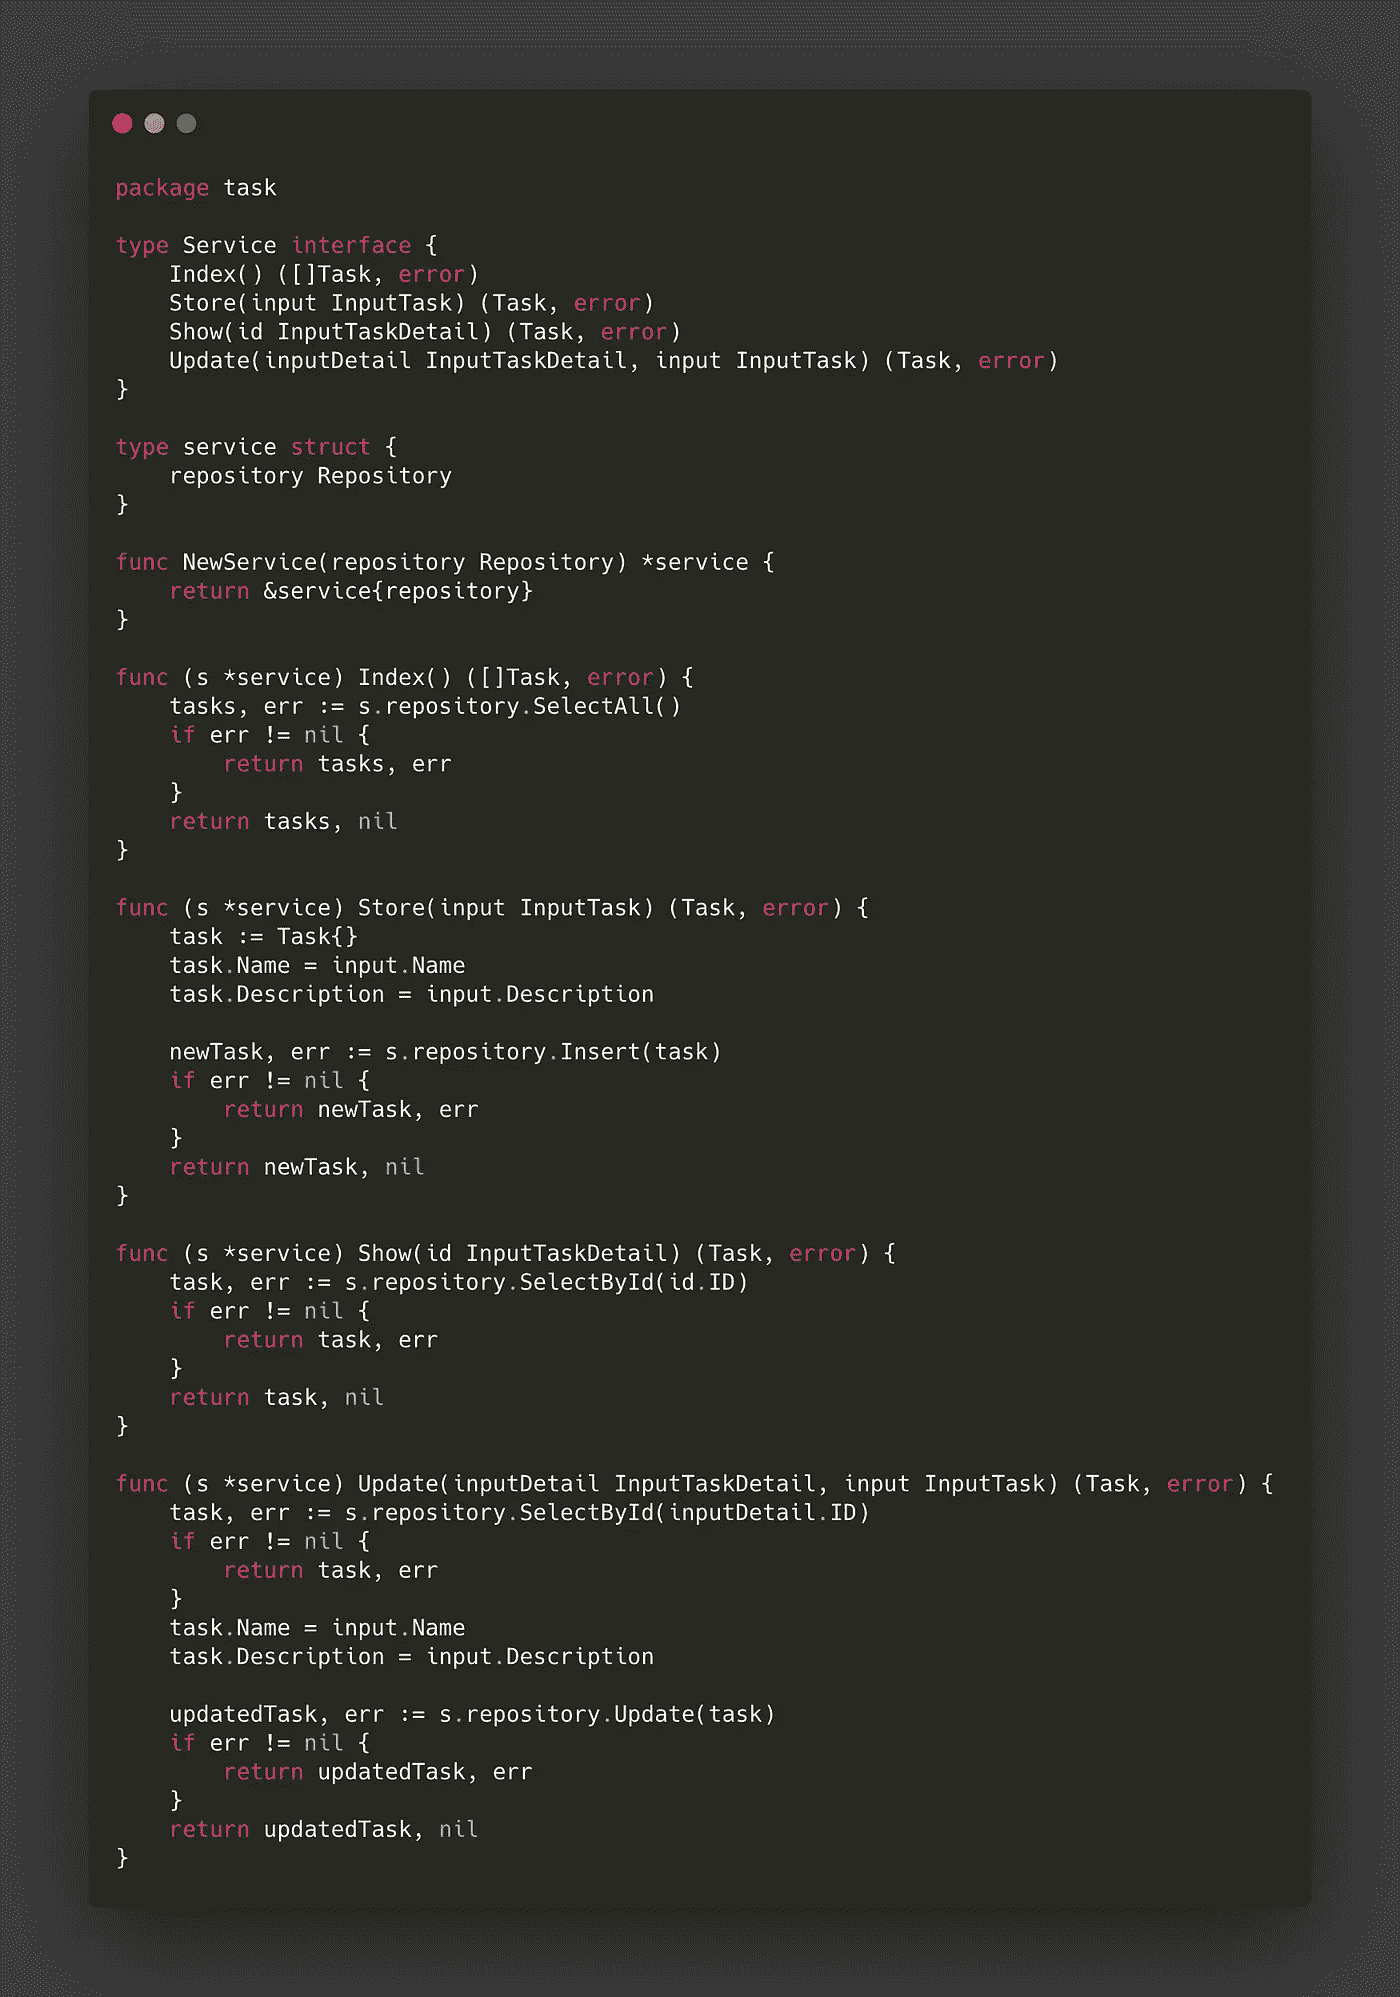 package task

type Service interface {
    Index() ([]Task, error)
    Store(input InputTask) (Task, error)
    Show(id InputTaskDetail) (Task, error)
    Update(inputDetail InputTaskDetail, input InputTask) (Task, error)
}

type service struct {
    repository Repository
}

func NewService(repository Repository) *service {
    return &service{repository}
}

func (s *service) Index() ([]Task, error) {
    tasks, err := s.repository.SelectAll()
    if err != nil {
        return tasks, err
    }
    return tasks, nil
}

func (s *service) Store(input InputTask) (Task, error) {
    task := Task{}
    task.Name = input.Name
    task.Description = input.Description

    newTask, err := s.repository.Insert(task)
    if err != nil {
        return newTask, err
    }
    return newTask, nil
}

func (s *service) Show(id InputTaskDetail) (Task, error) {
    task, err := s.repository.SelectById(id.ID)
    if err != nil {
        return task, err
    }
    return task, nil
}

func (s *service) Update(inputDetail InputTaskDetail, input InputTask) (Task, error) {
    task, err := s.repository.SelectById(inputDetail.ID)
    if err != nil {
        return task, err
    }
    task.Name = input.Name
    task.Description = input.Description

    updatedTask, err := s.repository.Update(task)
    if err != nil {
        return updatedTask, err
    }
    return updatedTask, nil
}